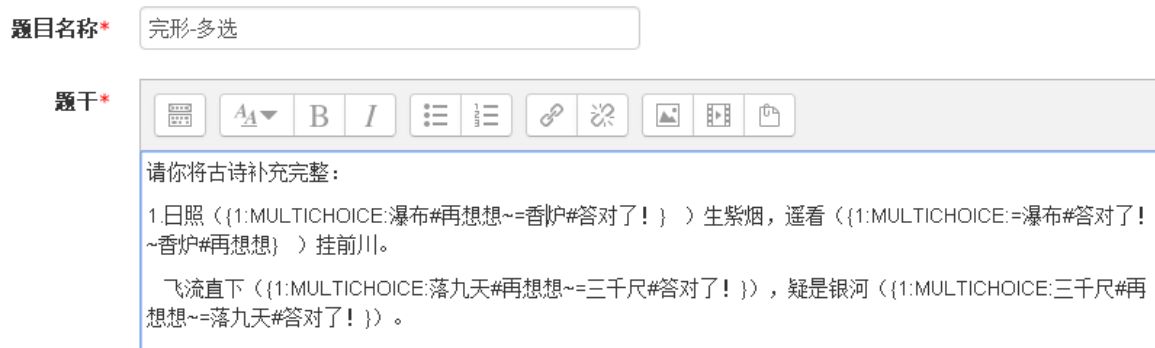 题目名称* 完形-多选
题干*
请你将古诗补充完整：
1.日照（{1:MULTICHOICE:瀑布#再想想~=香炉#答对了！} ）生紫烟，遥看（{1:MULTICHOICE:=瀑布#答对了！
~香炉#再想想} ）挂前川。
飞流直下（{1:MULTICHOICE:落九天#再想想~=三千尺#答对了！}），疑是银河（{1:MULTICHOICE:三千尺#再
想想~=落九天#答对了！}）。